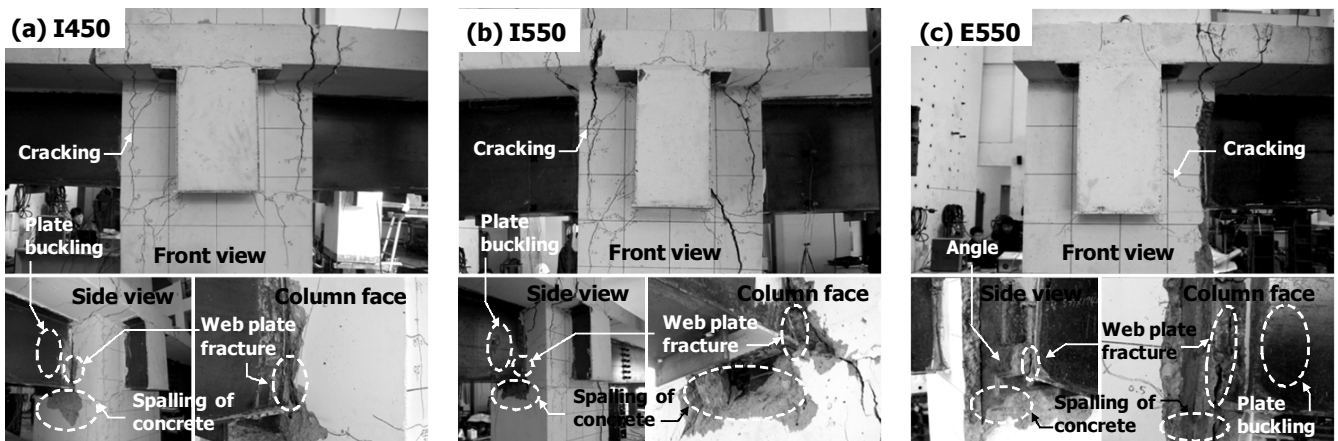 (a) I450
Cracking
Plate
buckling
Front view
Side view
Column face
Web plate
fracture
Spalling of
concrete
(b) I550
Cracking
Plate
buckling
Front view
Side view
Column face
Web plate
fracture
Spalling of
concrete
(c) E550
Cracking
Angle
Front view
Side view
Column face
Web plate
fracture
0.5
Spalling of
concrete
Plate
buckling